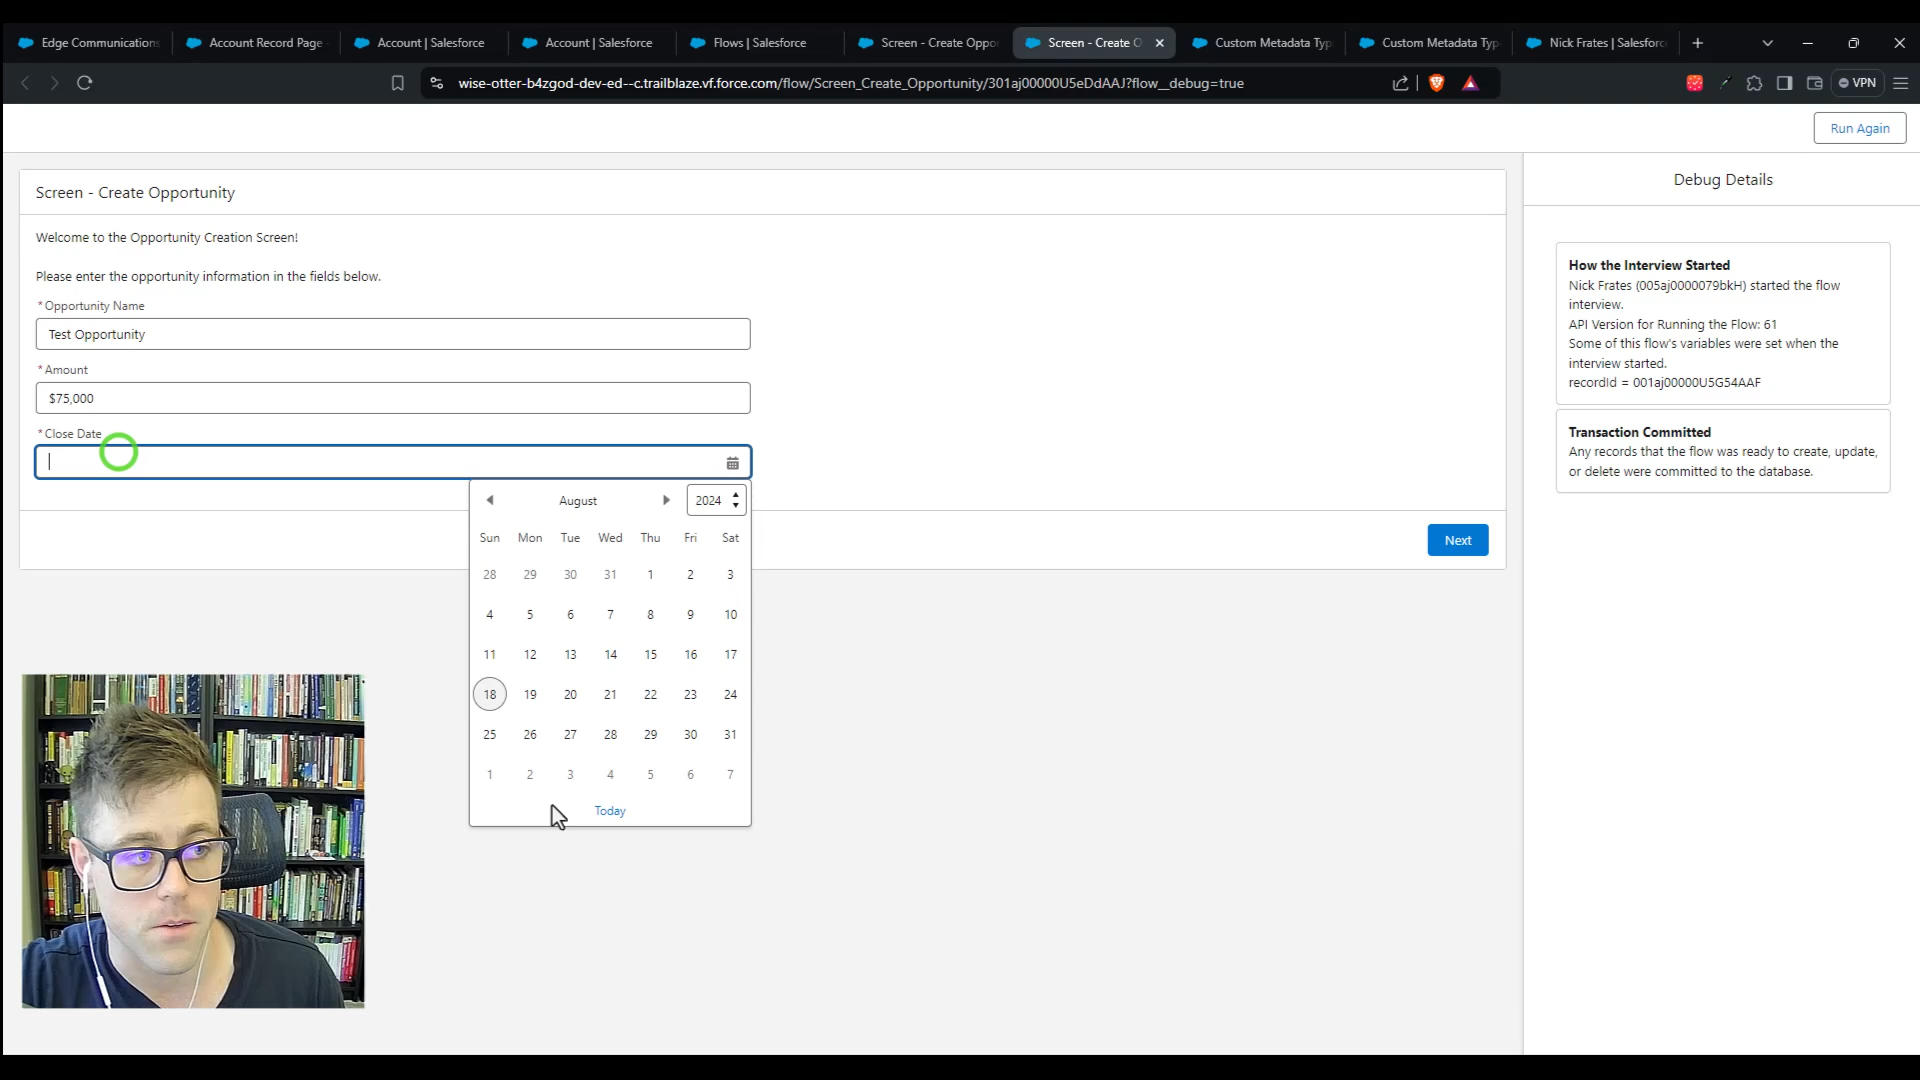 Edge Communications
Account Record Page
Account | Salesforce
Account | Salesforce
Flows | Salesforce
Screen - Create Oppor
Screen - Create O
Custom Metadata Typ
Custom Metadata Typ
Nick Frates | Salesforc
wise-otter-b4zgod-dev-ed--c.trailblaze.vf.force.com/flow/Screen_Create_Opportunity/301aj00000U5eDdAAJ?flow__debug=true
VPN
Run Again
Screen - Create Opportunity
Welcome to the Opportunity Creation Screen!
Please enter the opportunity information in the fields below.
*Opportunity Name
Test Opportunity
*Amount
$75,000
*Close Date
August
2024
Sun Mon Tue Wed Thu Fri Sat
28 29 30 31 1 2 3
4 5 6 7 8 9 10
11 12 13 14 15 16 17
18 19 20 21 22 23 24
25 26 27 28 29 30 31
1 2 3 4 5 6 7
Today
Next
Debug Details
How the Interview Started
Nick Frates (005aj0000079bkH) started the flow
interview.
API Version for Running the Flow: 61
Some of this flow's variables were set when the
interview started.
recordId = 001aj00000U5G54AAF
Transaction Committed
Any records that the flow was ready to create, update,
or delete were committed to the database.